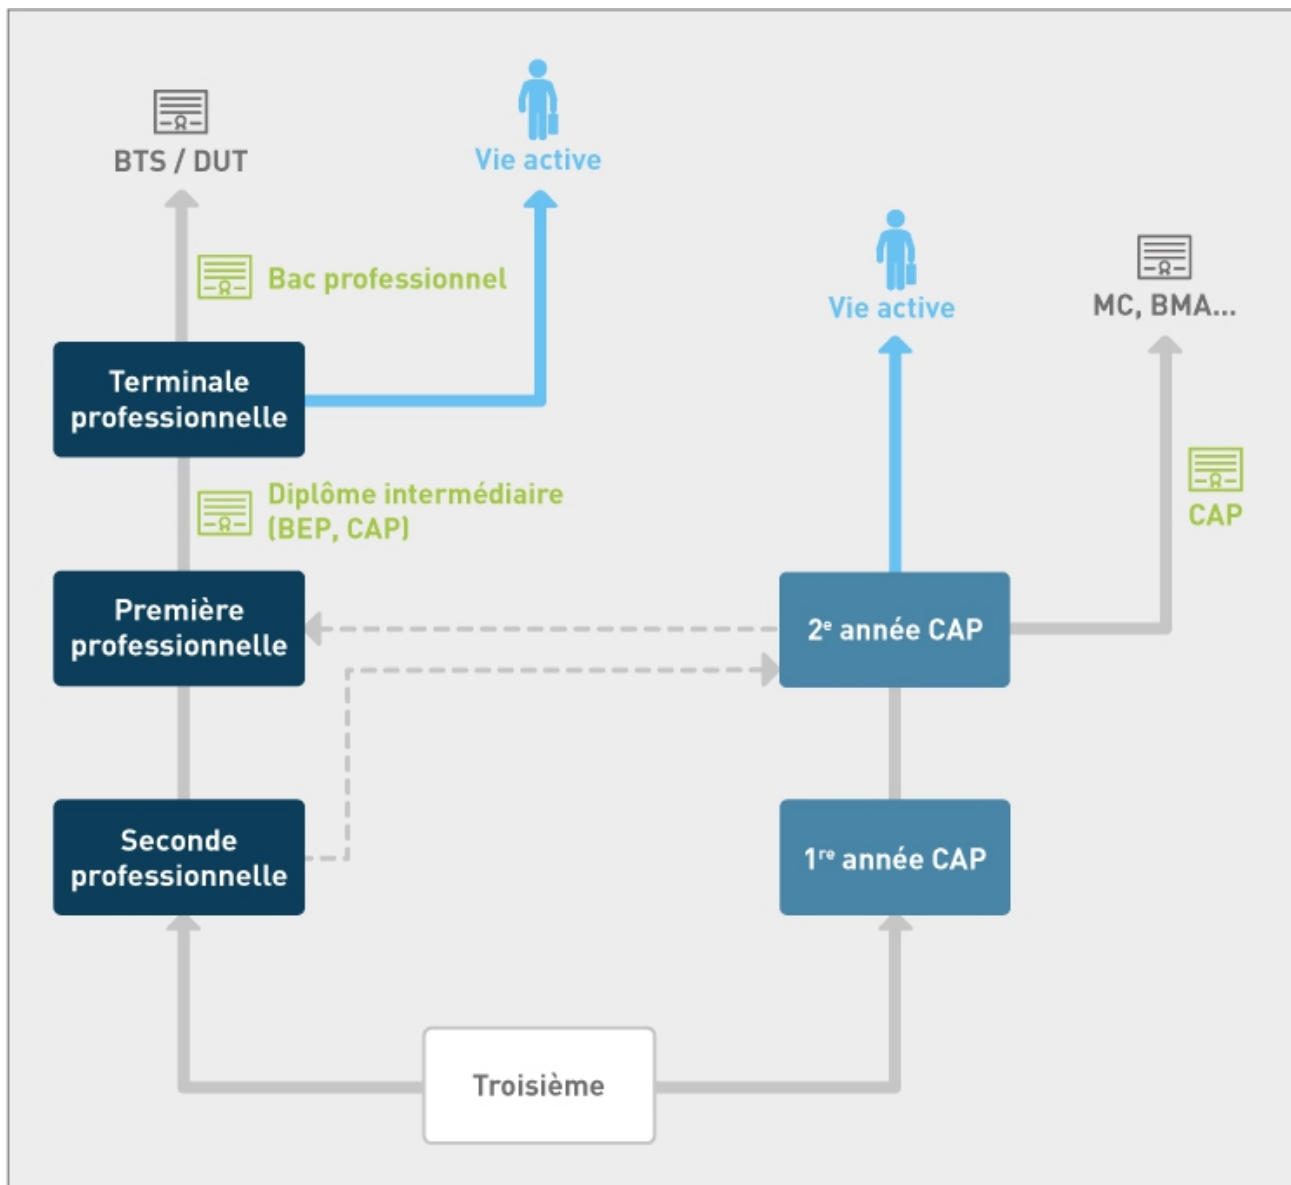 BTS / DUT
Vie active
Bac professionnel
Vie active
MC, BMA...
Terminale
professionnelle
Diplôme intermédiaire
(BEP, CAP)
CAP
Première
professionnelle
2e année CAP
Seconde
professionnelle
1re année CAP
Troisième